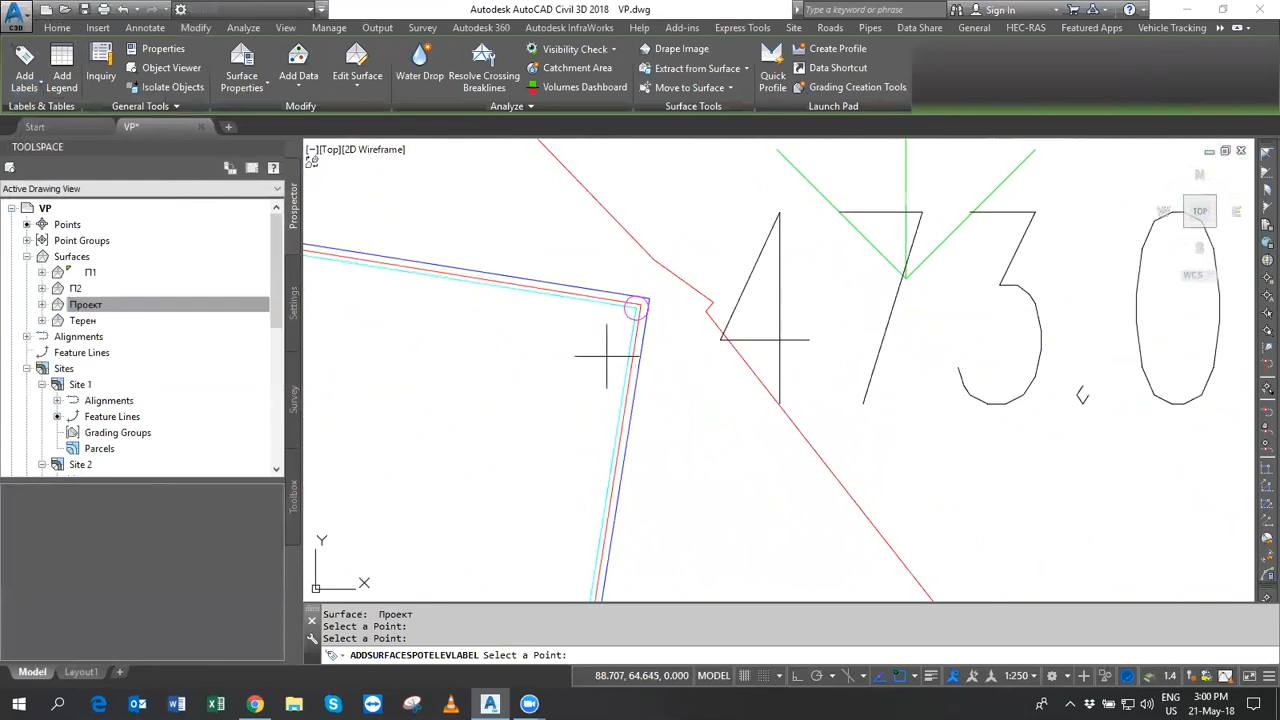 C3D
Autodesk AutoCAD Civil 3D 2018 VP.dwg
Type a keyword or phrase
Sign In
Home Insert Annotate Modify Analyze View Manage Output Survey Autodesk 360 Autodesk InfraWorks Help Add-ins Express Tools Site Roads Pipes Data Share General HEC-RAS Featured Apps Vehicle Tracking
Properties Visibility Check Drape Image Create Profile
Object Viewer Catchment Area Extract from Surface Data Shortcut
Isolate Objects Volumes Dashboard Move to Surface Grading Creation Tools
Add Labels Add Legend Inquiry Surface Properties Add Data Edit Surface Water Drop Resolve Crossing Breaklines Quick Profile
Labels & Tables General Tools Modify Analyze Surface Tools Launch Pad
Start VP*
TOOLSPACE
[−][Top][2D Wireframe]
Active Drawing View
VP
Points
Point Groups
Surfaces
П1
П2
Проект
Терен
Alignments
Feature Lines
Sites
Site 1
Alignments
Feature Lines
Grading Groups
Parcels
Site 2
Prospector
Settings
Survey
Toolbox
473.0
TOP
E
S
WCS
Y
X
Surface: Проект
Select a Point:
Select a Point:
ADDSURFACESPOTELEVLABEL Select a Point:
Model Layout1
88.707, 64.645, 0.000 MODEL 1:250 1.4
ENG
US
3:00 PM
21-May-18